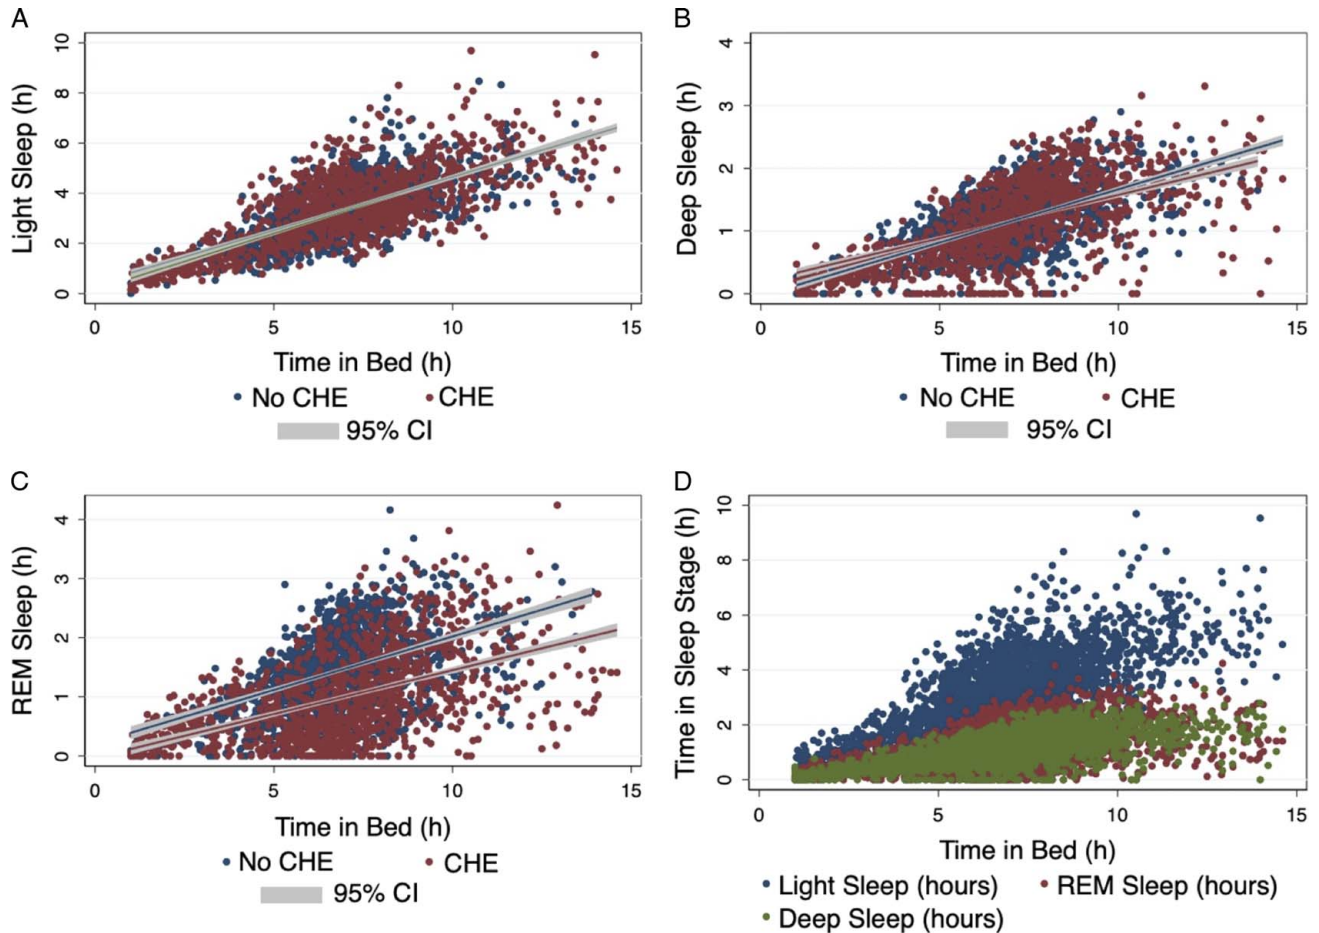 A
Light Sleep (h)
10
8
6
4
2
0
0 5 10 15
Time in Bed (h)
No CHE CHE
95% CI
B
Deep Sleep (h)
4
3
2
1
0
0 5 10 15
Time in Bed (h)
No CHE CHE
95% CI
C
REM Sleep (h)
4
3
2
1
0
0 5 10 15
Time in Bed (h)
No CHE CHE
95% CI
D
Time in Sleep Stage (h)
10
8
6
4
2
0
0 5 10 15
Time in Bed (h)
Light Sleep (hours) REM Sleep (hours)
Deep Sleep (hours)